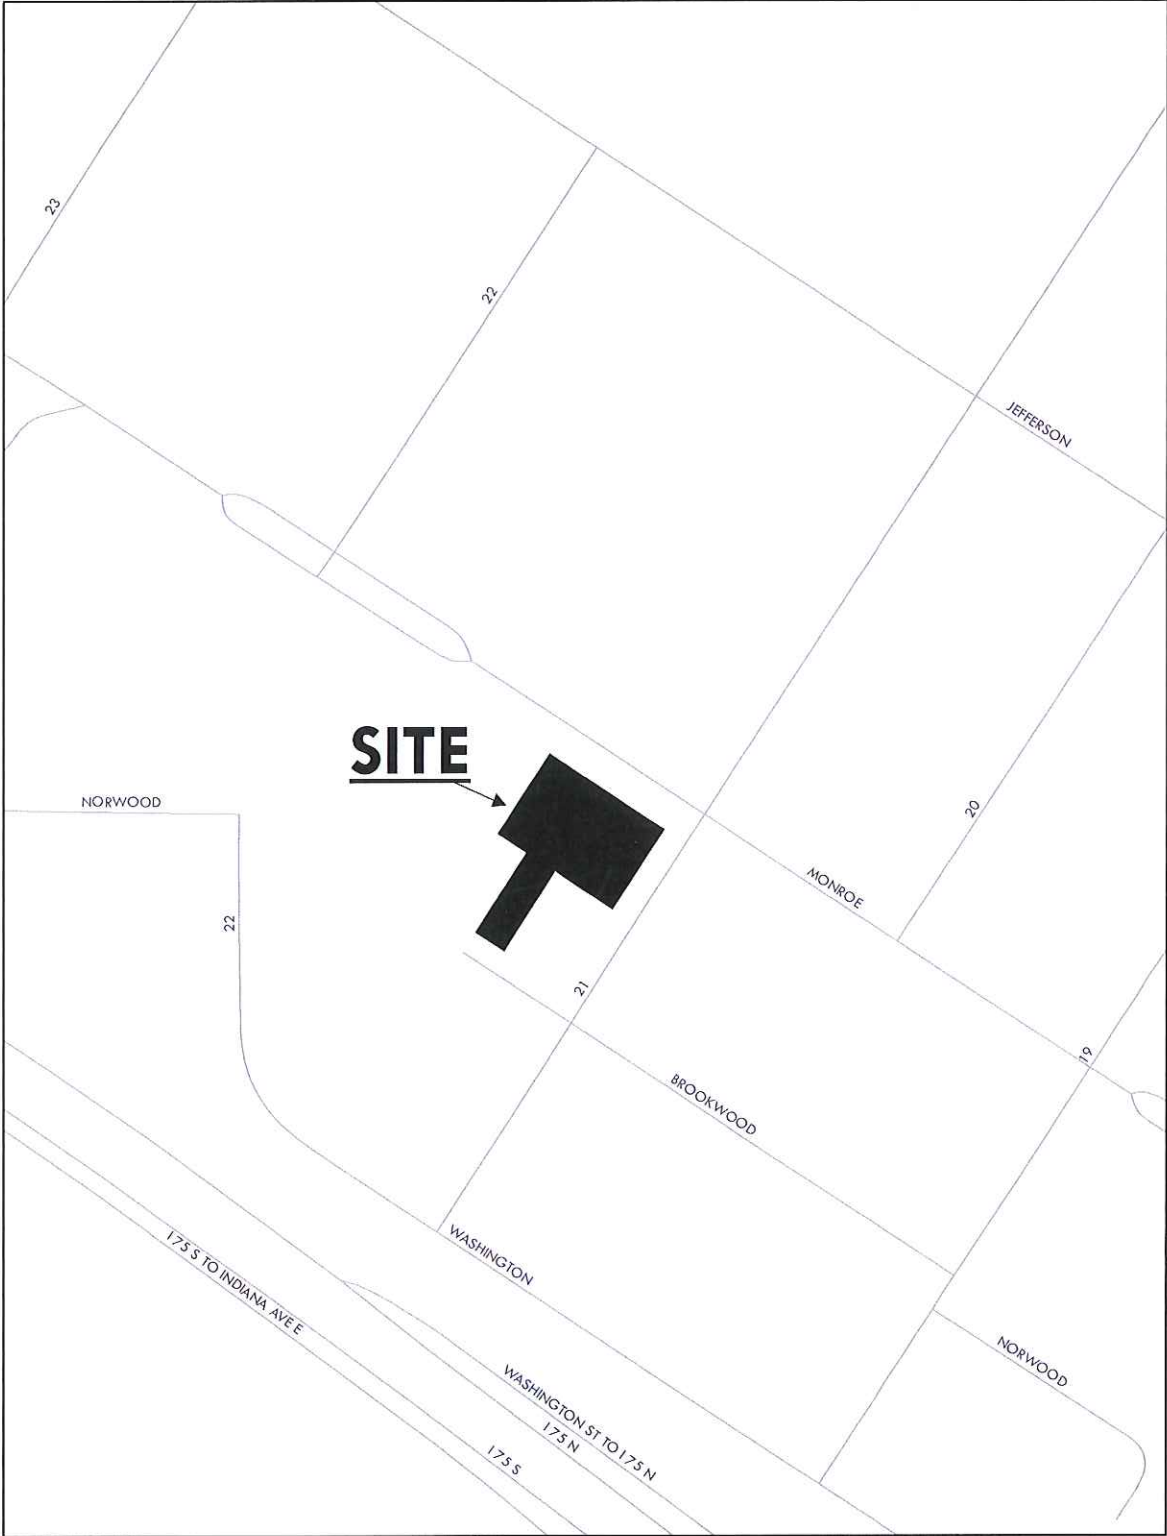 23
22
JEFFERSON
SITE
NORWOOD
20
MONROE
22
21
19
BROOKWOOD
WASHINGTON
I 75 S TO INDIANA AVE E
NORWOOD
WASHINGTON ST TO I 75 N
I 75 N
I 75 S